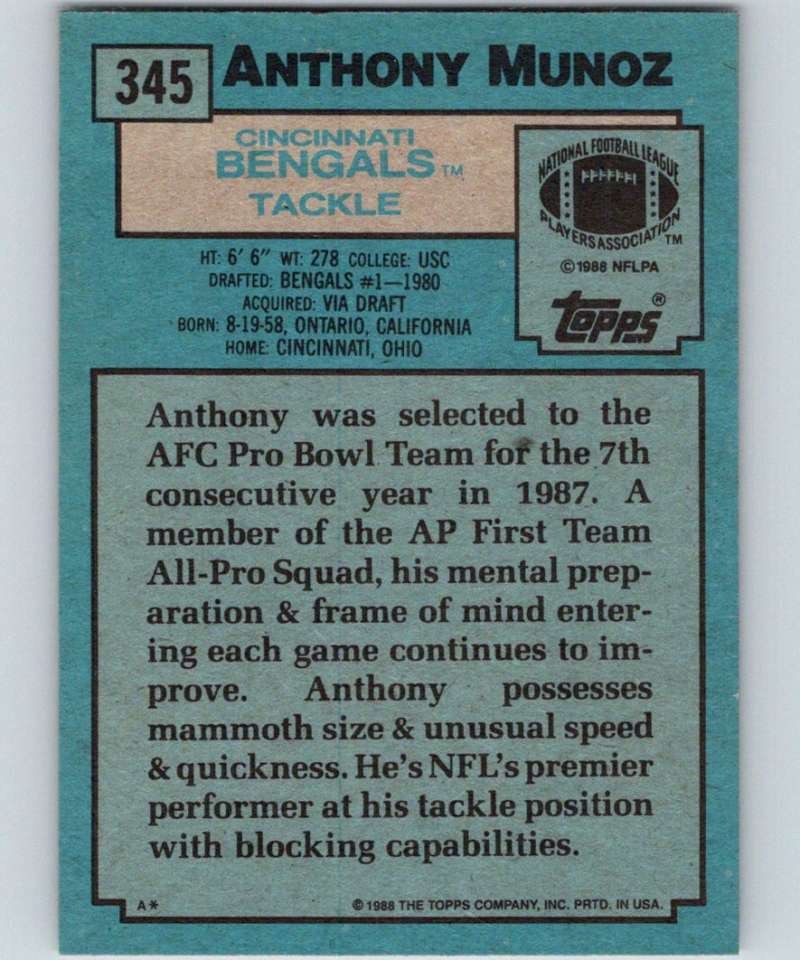 345 ANTHONY MUNOZ
CINCINNATI
BENGALS™
TACKLE
NATIONAL FOOTBALL LEAGUE
PLAYERS ASSOCIATION™
©1988 NFLPA
Topps®
HT: 6' 6" WT: 278 COLLEGE: USC
DRAFTED: BENGALS #1—1980
ACQUIRED: VIA DRAFT
BORN: 8-19-58, ONTARIO, CALIFORNIA
HOME: CINCINNATI, OHIO
Anthony was selected to the
AFC Pro Bowl Team for the 7th
consecutive year in 1987. A
member of the AP First Team
All-Pro Squad, his mental prep-
aration & frame of mind enter-
ing each game continues to im-
prove. Anthony possesses
mammoth size & unusual speed
& quickness. He's NFL's premier
performer at his tackle position
with blocking capabilities.
A* ©1988 THE TOPPS COMPANY, INC. PRTD. IN USA.